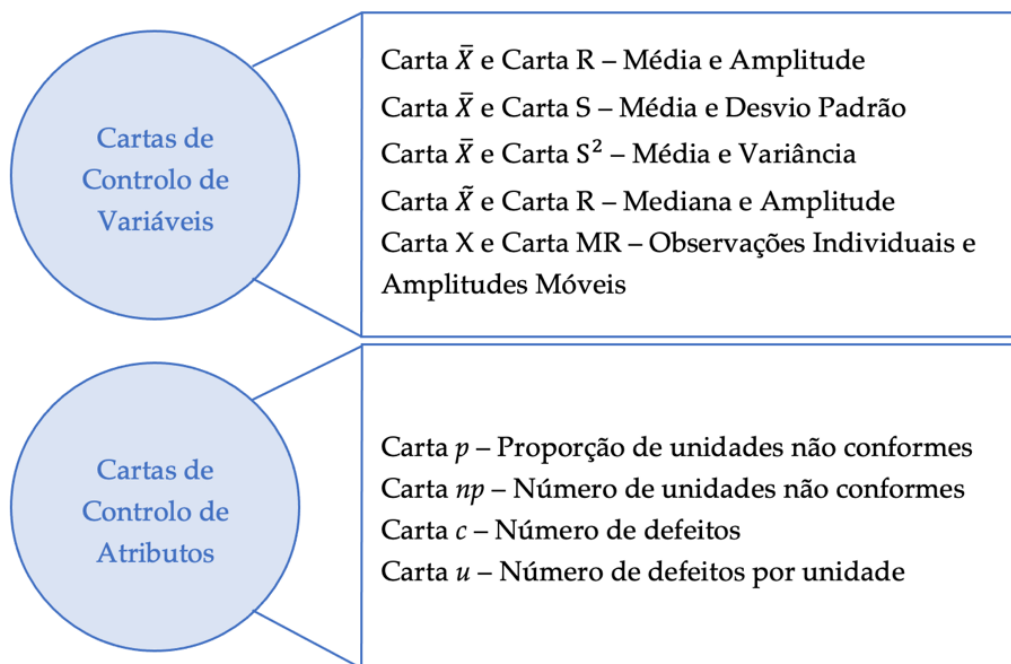 Cartas de
Controlo de
Variáveis
Carta X̄ e Carta R – Média e Amplitude
Carta X̄ e Carta S – Média e Desvio Padrão
Carta X̄ e Carta S² – Média e Variância
Carta X̃ e Carta R – Mediana e Amplitude
Carta X e Carta MR – Observações Individuais e
Amplitudes Móveis
Cartas de
Controlo de
Atributos
Carta p – Proporção de unidades não conformes
Carta np – Número de unidades não conformes
Carta c – Número de defeitos
Carta u – Número de defeitos por unidade